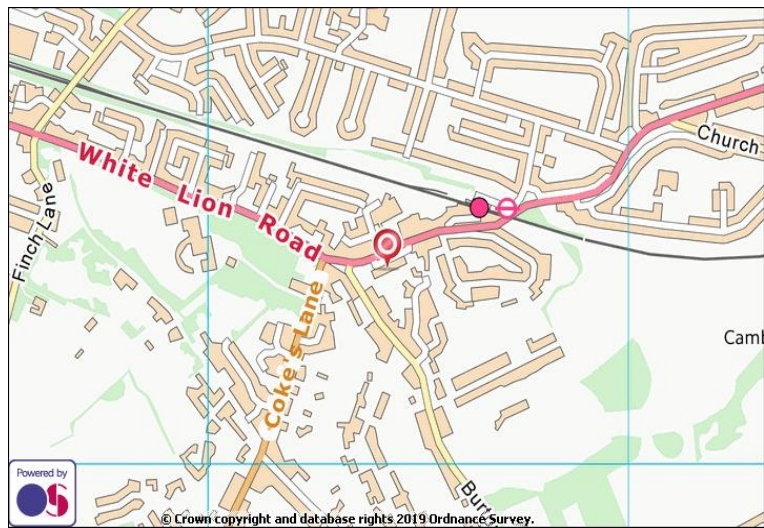 Church
White Lion Road
Finch Lane
Coke's Lane
Camb
Burt
Powered by
OS
© Crown copyright and database rights 2019 Ordnance Survey.